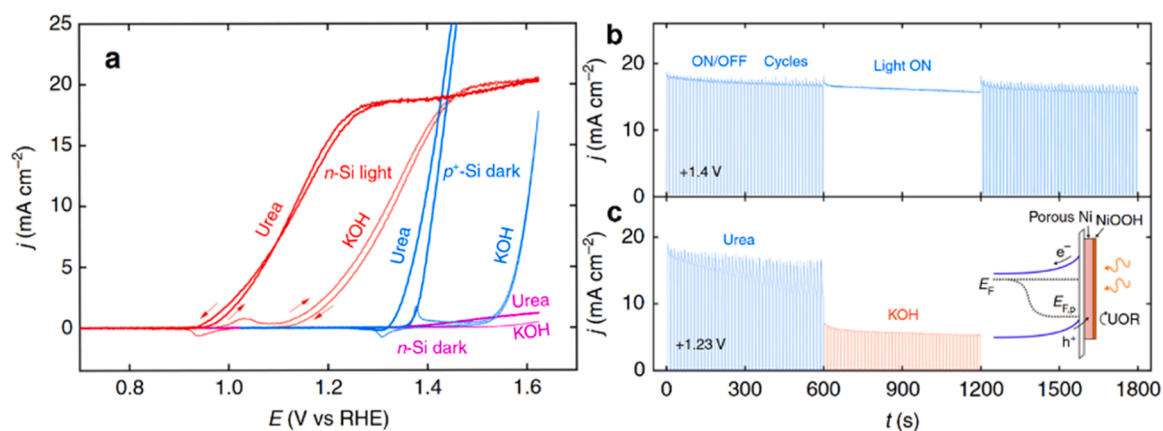 a
25
20
15
10
5
0
j (mA cm⁻²)
0.8
1.0
1.2
1.4
1.6
E (V vs RHE)
n-Si light
p⁺-Si dark
Urea
KOH
Urea
KOH
Urea
KOH
n-Si dark
b
20
10
0
j (mA cm⁻²)
ON/OFF Cycles
Light ON
+1.4 V
c
20
10
0
j (mA cm⁻²)
Urea
KOH
+1.23 V
Porous Ni
NiOOH
e⁻
E_F
E_F,p
UOR
h⁺
0
300
600
900
1200
1500
1800
t (s)